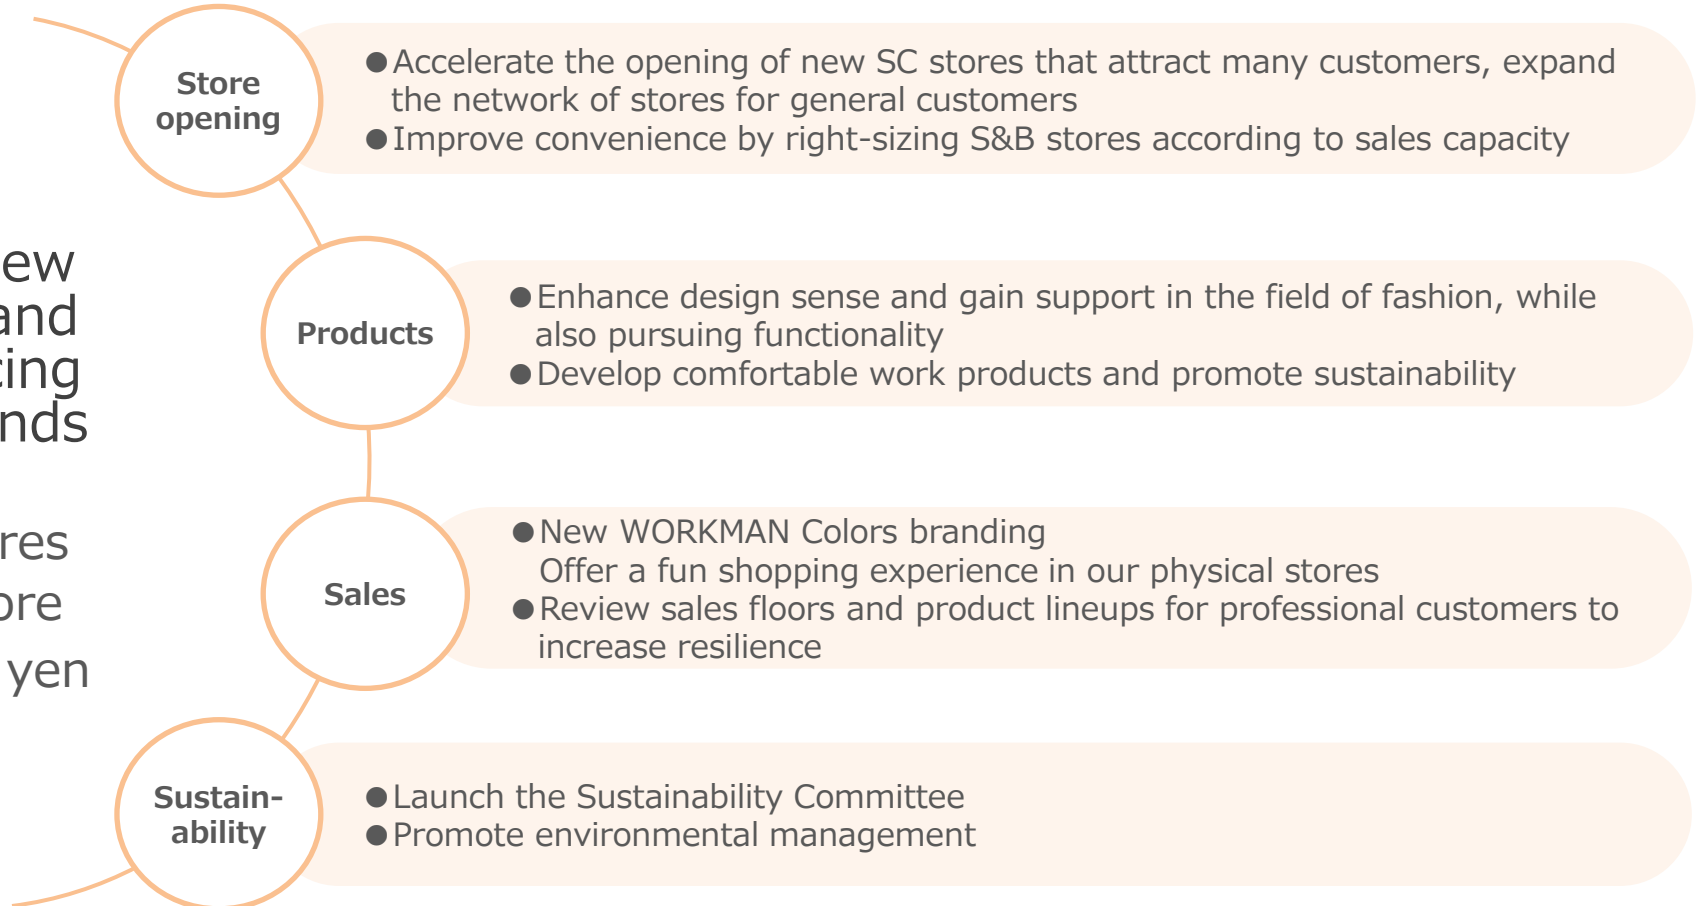 Store
opening
●Accelerate the opening of new SC stores that attract many customers, expand
the network of stores for general customers
●Improve convenience by right-sizing S&B stores according to sales capacity
ew
and
cing
nds
res
ore
yen
Products
●Enhance design sense and gain support in the field of fashion, while
also pursuing functionality
●Develop comfortable work products and promote sustainability
Sales
●New WORKMAN Colors branding
Offer a fun shopping experience in our physical stores
●Review sales floors and product lineups for professional customers to
increase resilience
Sustain-
ability
●Launch the Sustainability Committee
●Promote environmental management